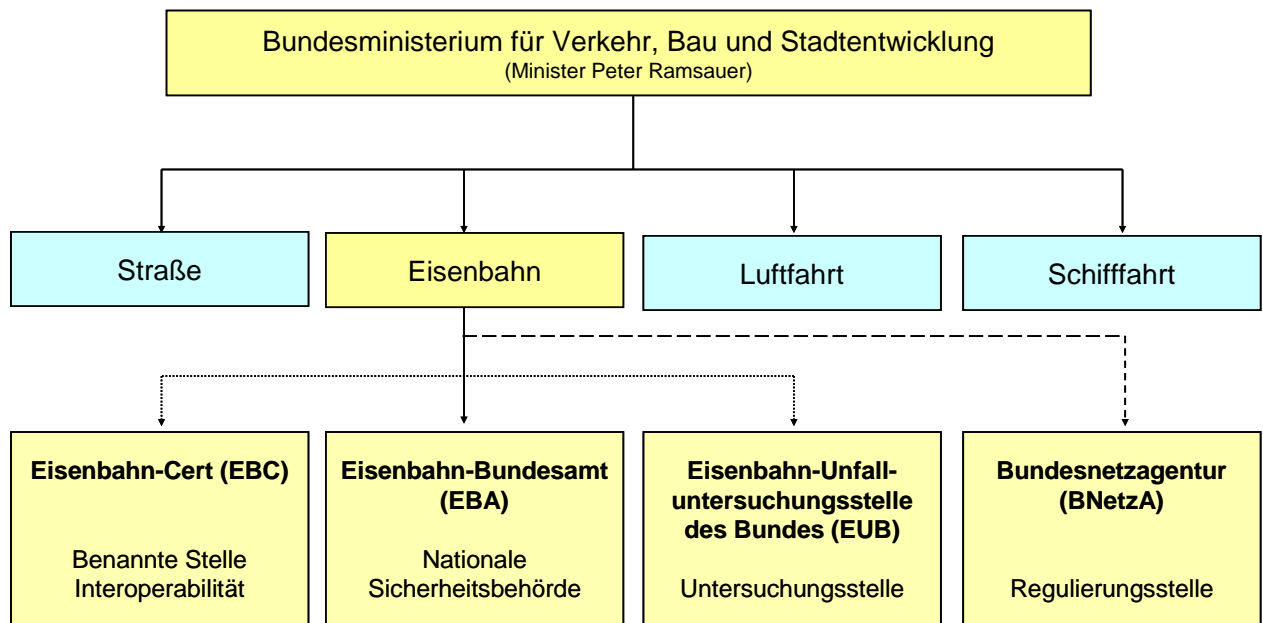 Bundesministerium für Verkehr, Bau und Stadtentwicklung
(Minister Peter Ramsauer)
Straße
Eisenbahn
Luftfahrt
Schifffahrt
Eisenbahn-Cert (EBC)
Benannte Stelle
Interoperabilität
Eisenbahn-Bundesamt
(EBA)
Nationale
Sicherheitsbehörde
Eisenbahn-Unfall-
untersuchungsstelle
des Bundes (EUB)
Untersuchungsstelle
Bundesnetzagentur
(BNetzA)
Regulierungsstelle